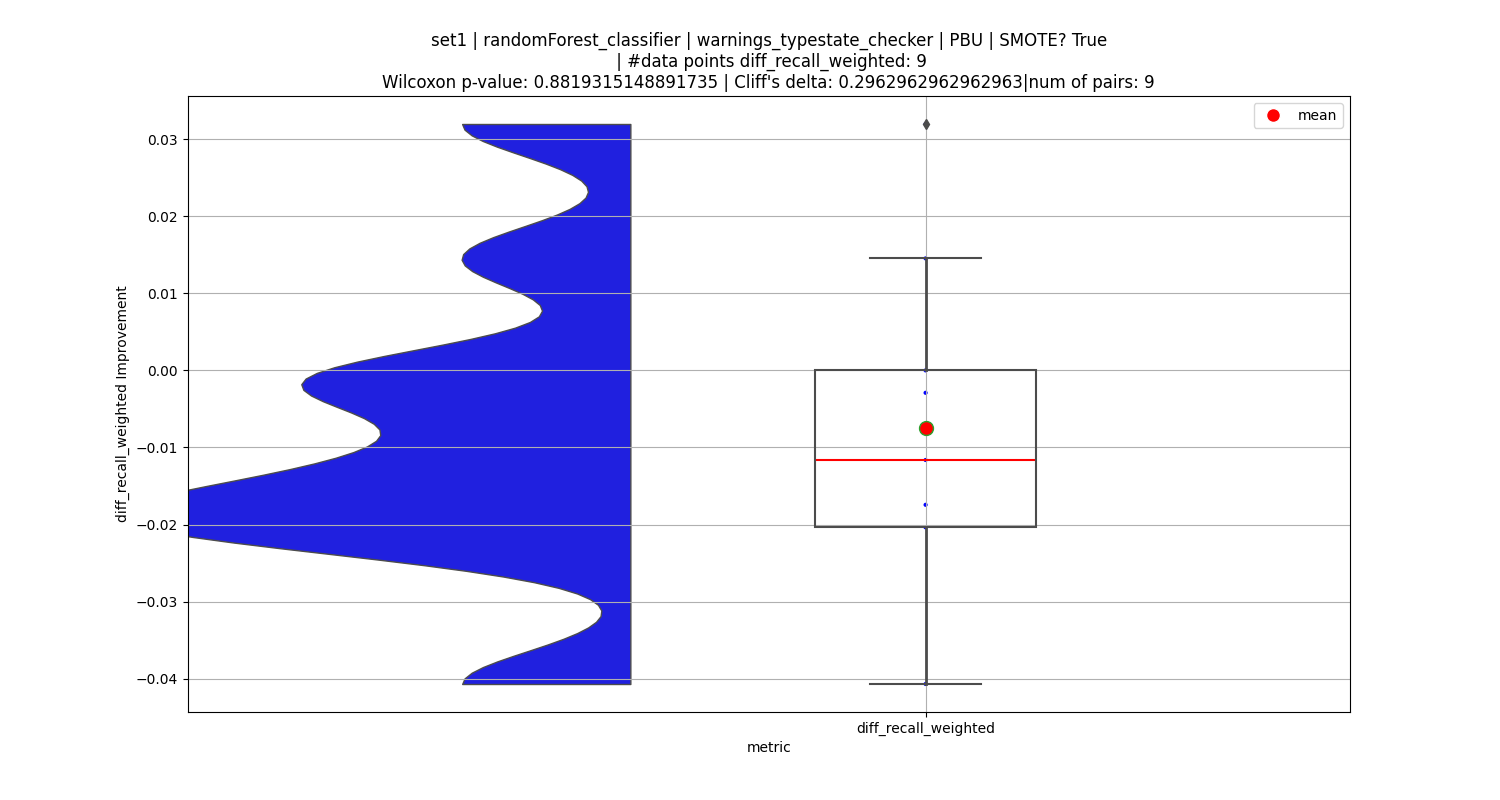 set1 | randomForest_classifier | warnings_typestate_checker | PBU | SMOTE? True
| #data points diff_recall_weighted: 9
Wilcoxon p-value: 0.8819315148891735 | Cliff's delta: 0.2962962962962963|num of pairs: 9
mean
0.03
0.02
0.01
0.00
−0.01
−0.02
−0.03
−0.04
diff_recall_weighted Improvement
diff_recall_weighted
metric